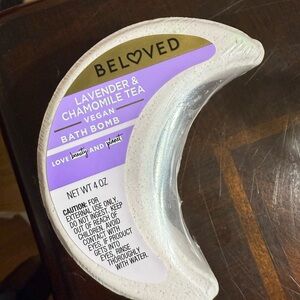 BELOVED
LAVENDER &
CHAMOMILE TEA
VEGAN
BATH BOMB
LOVE beauty AND planet
NET WT 4 OZ
CAUTION: FOR
EXTERNAL USE ONLY.
DO NOT INGEST. KEEP
OUT OF REACH OF
CHILDREN. AVOID
CONTACT WITH
EYES. IF PRODUCT
GETS INTO
EYES, RINSE
THOROUGHLY
WITH WATER.